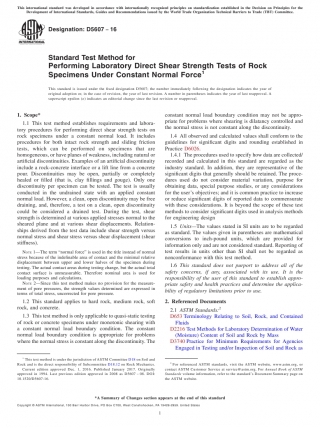 This international standard was developed in accordance with internationally recognized principles on standardization established in the Decision on Principles for the
Development of International Standards, Guides and Recommendations issued by the World Trade Organization Technical Barriers to Trade (TBT) Committee.
Designation: D5607 − 16
Standard Test Method for
Performing Laboratory Direct Shear Strength Tests of Rock
Specimens Under Constant Normal Force¹
This standard is issued under the fixed designation D5607; the number immediately following the designation indicates the year of
original adoption or, in the case of revision, the year of last revision. A number in parentheses indicates the year of last reapproval. A
superscript epsilon (ε) indicates an editorial change since the last revision or reapproval.
1. Scope*
1.1 This test method establishes requirements and labora-
tory procedures for performing direct shear strength tests on
rock specimens under a constant normal load. It includes
procedures for both intact rock strength and sliding friction
tests, which can be performed on specimens that are
homogeneous, or have planes of weakness, including natural or
artificial discontinuities. Examples of an artificial discontinuity
include a rock-concrete interface or a lift line from a concrete
pour. Discontinuities may be open, partially or completely
healed or filled (that is, clay fillings and gouge). Only one
discontinuity per specimen can be tested. The test is usually
conducted in the undrained state with an applied constant
normal load. However, a clean, open discontinuity may be free
draining, and, therefore, a test on a clean, open discontinuity
could be considered a drained test. During the test, shear
strength is determined at various applied stresses normal to the
sheared plane and at various shear displacements. Relation-
ships derived from the test data include shear strength versus
normal stress and shear stress versus shear displacement (shear
stiffness).
NOTE 1—The term "normal force" is used in the title instead of normal
stress because of the indefinable area of contact and the minimal relative
displacement between upper and lower halves of the specimen during
testing. The actual contact areas during testing change, but the actual total
contact surface is unmeasurable. Therefore nominal area is used for
loading purposes and calculations.
NOTE 2—Since this test method makes no provision for the measure-
ment of pore pressures, the strength values determined are expressed in
terms of total stress, uncorrected for pore pressure.
1.2 This standard applies to hard rock, medium rock, soft
rock, and concrete.
1.3 This test method is only applicable to quasi-static testing
of rock or concrete specimens under monotonic shearing with
a constant normal load boundary condition. The constant
normal load boundary condition is appropriate for problems
where the normal stress is constant along the discontinuity. The
constant normal load boundary condition may not be appro-
priate for problems where shearing is dilatancy controlled and
the normal stress is not constant along the discontinuity.
1.4 All observed and calculated values shall conform to the
guidelines for significant digits and rounding established in
Practice D6026.
1.4.1 The procedures used to specify how data are collected/
recorded and calculated in this standard are regarded as the
industry standard. In addition, they are representative of the
significant digits that generally should be retained. The proce-
dures used do not consider material variation, purpose for
obtaining data, special purpose studies, or any considerations
for the user's objectives; and it is common practice to increase
or reduce significant digits of reported data to commensurate
with these considerations. It is beyond the scope of these test
methods to consider significant digits used in analysis methods
for engineering design
1.5 Units—The values stated in SI units are to be regarded
as standard. The values given in parentheses are mathematical
conversions to inch-pound units, which are provided for
information only and are not considered standard. Reporting of
test results in units other than SI shall not be regarded as
nonconformance with this test method.
1.6 This standard does not purport to address all of the
safety concerns, if any, associated with its use. It is the
responsibility of the user of this standard to establish appro-
priate safety and health practices and determine the applica-
bility of regulatory limitations prior to use.
2. Referenced Documents
2.1 ASTM Standards:²
D653 Terminology Relating to Soil, Rock, and Contained
Fluids
D2216 Test Methods for Laboratory Determination of Water
(Moisture) Content of Soil and Rock by Mass
D3740 Practice for Minimum Requirements for Agencies
Engaged in Testing and/or Inspection of Soil and Rock as
¹ This test method is under the jurisdiction of ASTM Committee D18 on Soil and
Rock and is the direct responsibility of Subcommittee D18.12 on Rock Mechanics.
Current edition approved Dec. 1, 2016. Published January 2017. Originally
approved in 1994. Last previous edition approved in 2008 as D5607 – 08. DOI:
10.1520/D5607-16.
² For referenced ASTM standards, visit the ASTM website, www.astm.org, or
contact ASTM Customer Service at service@astm.org. For Annual Book of ASTM
Standards volume information, refer to the standard's Document Summary page on
the ASTM website.
*A Summary of Changes section appears at the end of this standard
Copyright © ASTM International, 100 Barr Harbor Drive, PO Box C700, West Conshohocken, PA 19428-2959. United States
1